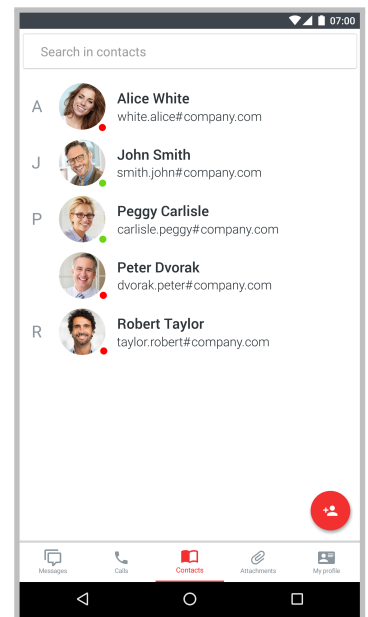 07:00
Search in contacts
A
Alice White
white.alice#company.com
J
John Smith
smith.john#company.com
P
Peggy Carlisle
carlisle.peggy#company.com
Peter Dvorak
dvorak.peter#company.com
R
Robert Taylor
taylor.robert#company.com
Messages
Calls
Contacts
Attachments
My profile